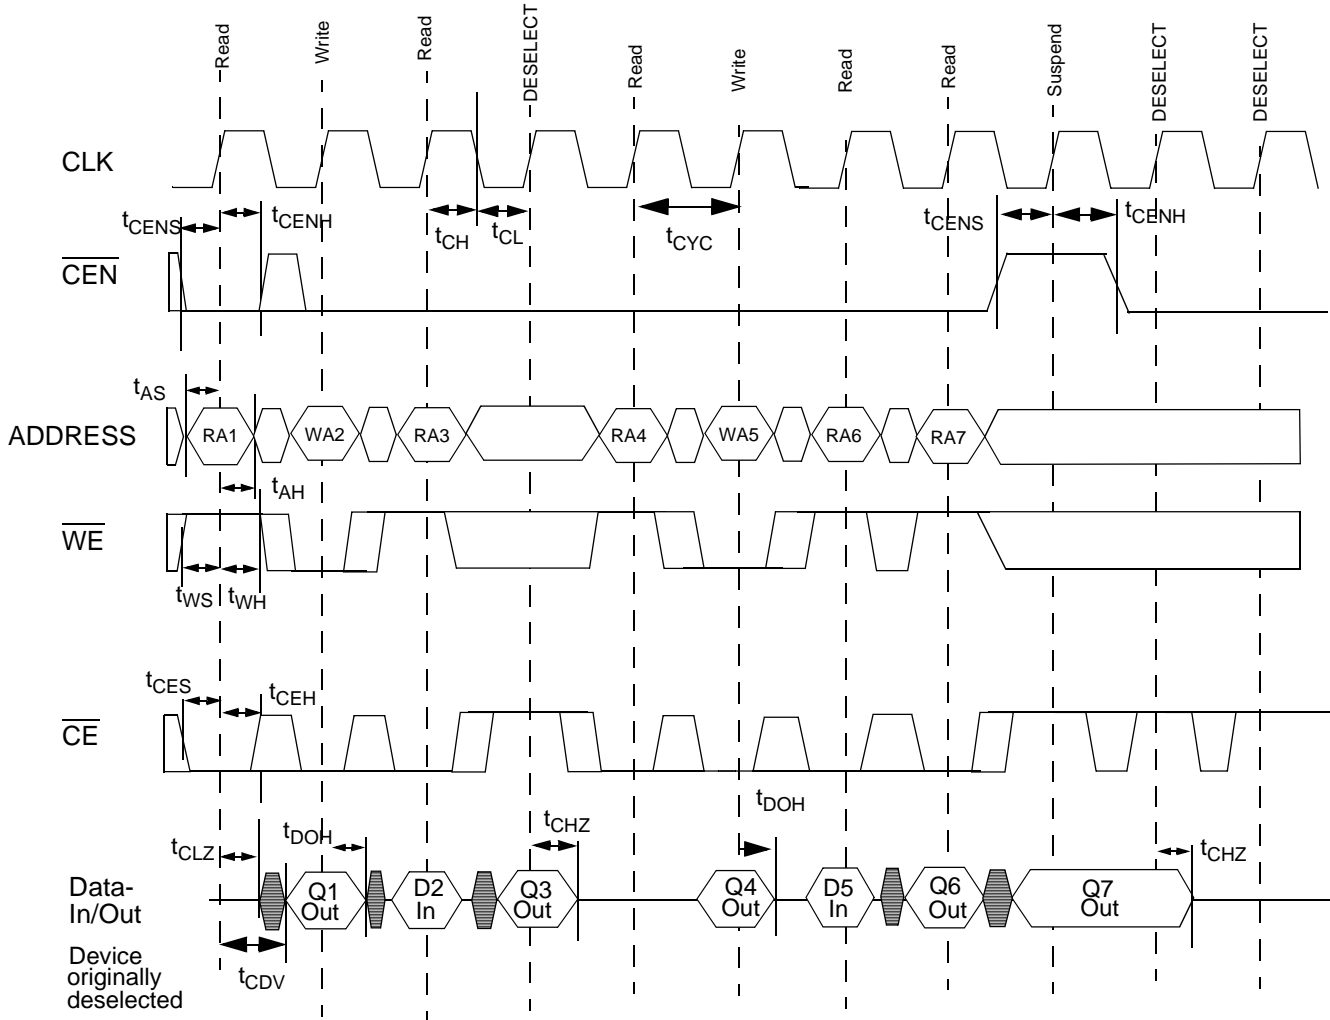 Read
Write
Read
DESELECT
Read
Write
Read
Read
Suspend
DESELECT
DESELECT
CLK
tCENS
tCENH
tCH
tCL
tCYC
tCENS
tCENH
CEN
tAS
ADDRESS
RA1
WA2
RA3
RA4
WA5
RA6
RA7
tAH
WE
tWS
tWH
tCES
tCEH
CE
tDOH
tCLZ
tDOH
tCHZ
tCHZ
Data-
In/Out
Q1
Out
D2
In
Q3
Out
Q4
Out
D5
In
Q6
Out
Q7
Out
tCDV
Device
originally
deselected